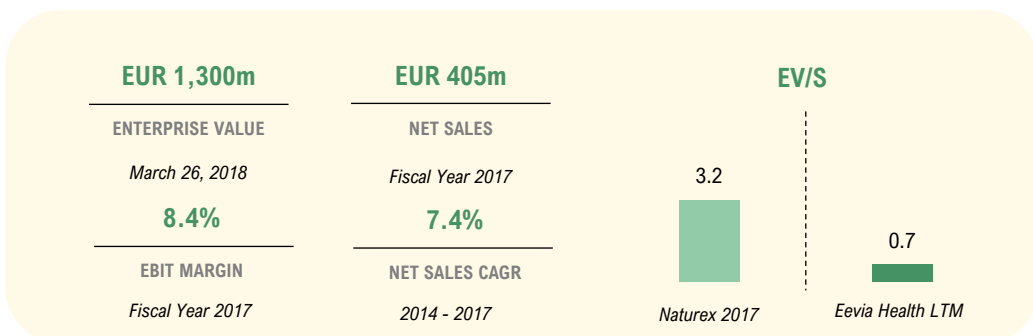 EUR 1,300m
ENTERPRISE VALUE
March 26, 2018
8.4%
EBIT MARGIN
Fiscal Year 2017
EUR 405m
NET SALES
Fiscal Year 2017
7.4%
NET SALES CAGR
2014 - 2017
EV/S
3.2
0.7
Naturex 2017
Eevia Health LTM